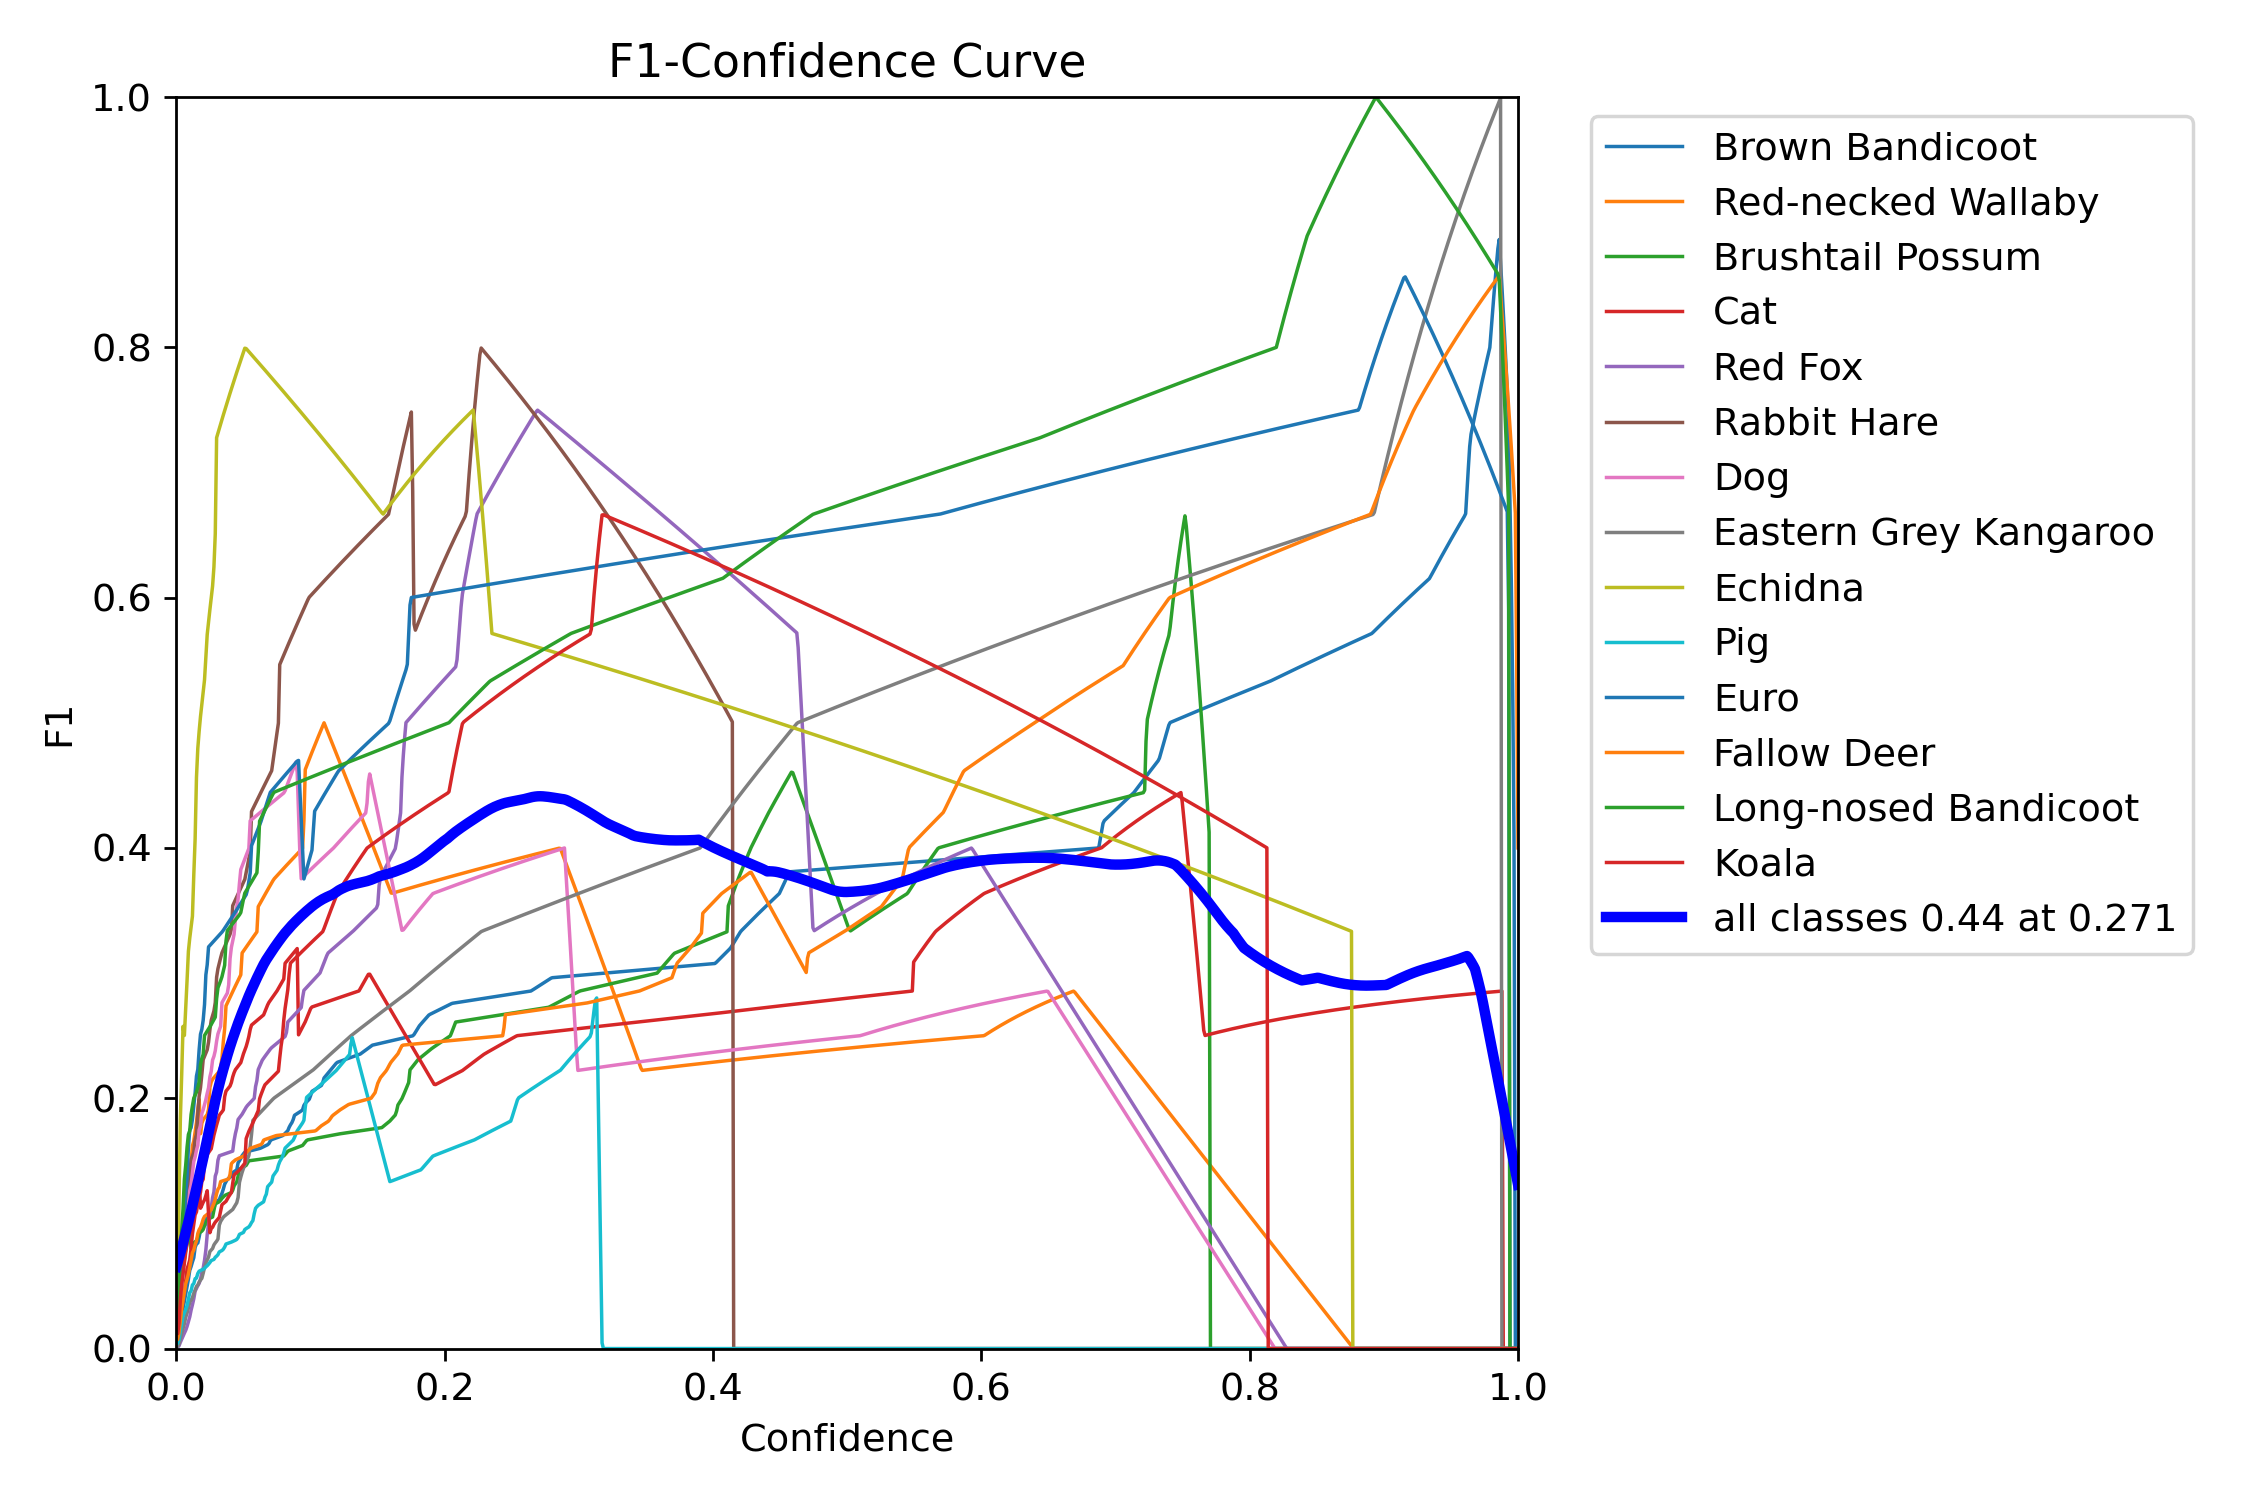 F1-Confidence Curve
1.0
0.8
0.6
0.4
0.2
0.0
F1
0.0 0.2 0.4 0.6 0.8 1.0
Confidence
Brown Bandicoot
Red-necked Wallaby
Brushtail Possum
Cat
Red Fox
Rabbit Hare
Dog
Eastern Grey Kangaroo
Echidna
Pig
Euro
Fallow Deer
Long-nosed Bandicoot
Koala
all classes 0.44 at 0.271